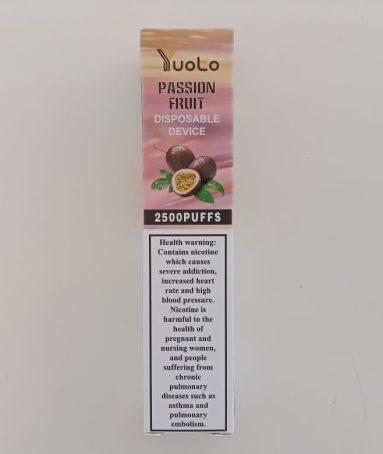 Yuoto
PASSION
FRUIT
DISPOSABLE
DEVICE
2500PUFFS
Health warning:
Contains nicotine
which causes
severe addiction,
increased heart
rate and high
blood pressure.
Nicotine is
harmful to the
health of
pregnant and
nursing women,
and people
suffering from
chronic
pulmonary
diseases such as
asthma and
pulmonary
embolism.